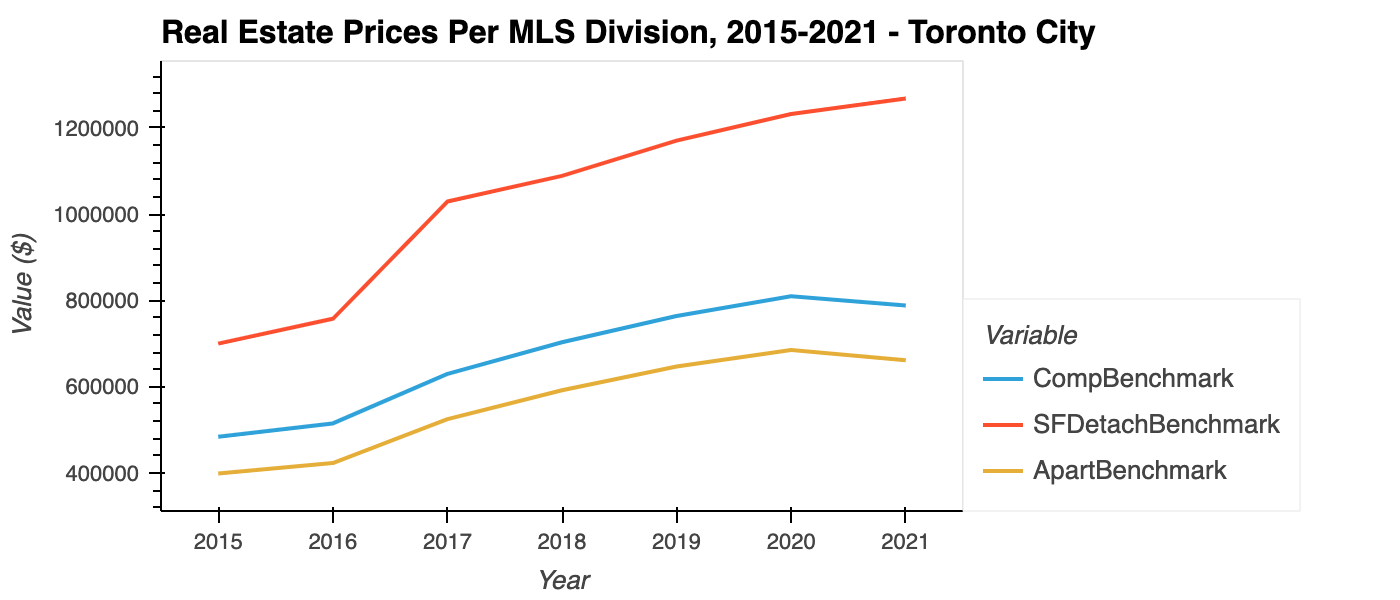 Real Estate Prices Per MLS Division, 2015-2021 - Toronto City
Value ($)
1200000
1000000
800000
600000
400000
2015 2016 2017 2018 2019 2020 2021
Year
Variable
CompBenchmark
SFDetachBenchmark
ApartBenchmark